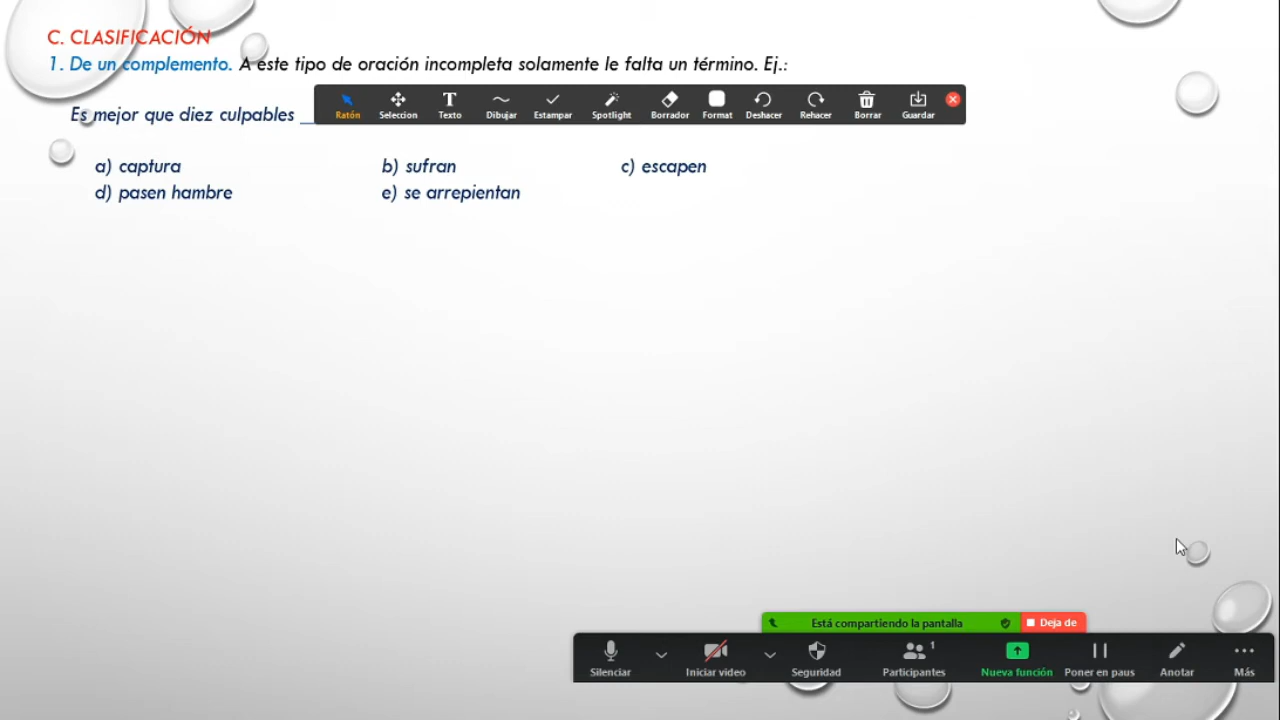 C. CLASIFICACIÓN
1. De un complemento. A este tipo de oración incompleta solamente le falta un término. Ej.:
Es mejor que diez culpables __
Ratón Seleccion Texto Dibujar Estampar Spotlight Borrador Format Deshacer Rehacer Borrar Guardar
a) captura b) sufran c) escapen
d) pasen hambre e) se arrepientan
Está compartiendo la pantalla Deja de
Silenciar Iniciar video Seguridad Participantes 1 Nueva función Poner en paus Anotar Más